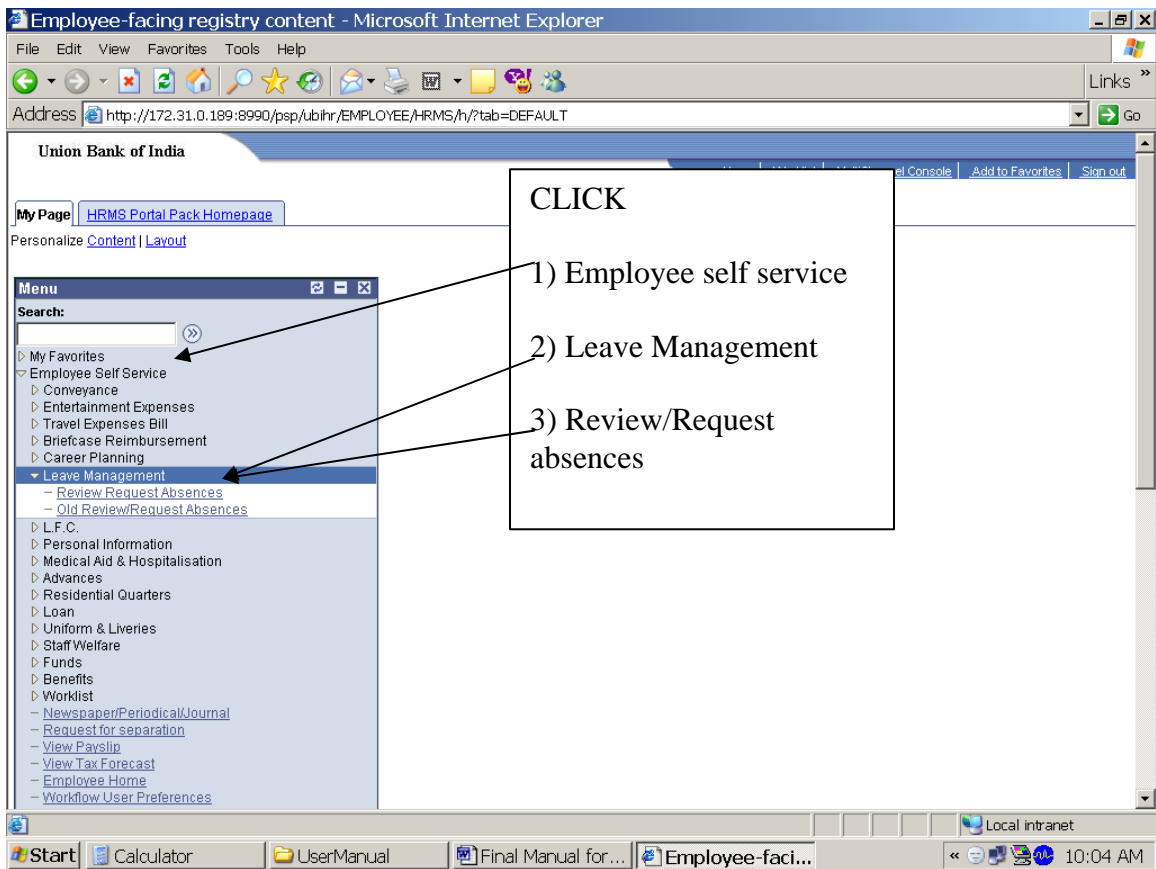 Employee-facing registry content - Microsoft Internet Explorer
File Edit View Favorites Tools Help
Links »
Address http://172.31.0.189:8990/psp/ubihr/EMPLOYEE/HRMS/h/?tab=DEFAULT Go
Union Bank of India
el Console Add to Favorites Sign out
My Page HRMS Portal Pack Homepage
Personalize Content | Layout
CLICK
1) Employee self service
2) Leave Management
3) Review/Request
absences
Menu
Search:
My Favorites
Employee Self Service
Conveyance
Entertainment Expenses
Travel Expenses Bill
Briefcase Reimbursement
Career Planning
Leave Management
– Review Request Absences
– Old Review/Request Absences
L.F.C.
Personal Information
Medical Aid & Hospitalisation
Advances
Residential Quarters
Loan
Uniform & Liveries
Staff Welfare
Funds
Benefits
Worklist
– Newspaper/Periodical/Journal
– Request for separation
– View Payslip
– View Tax Forecast
– Employee Home
– Workflow User Preferences
Local intranet
Start Calculator UserManual Final Manual for... Employee-faci... « 10:04 AM